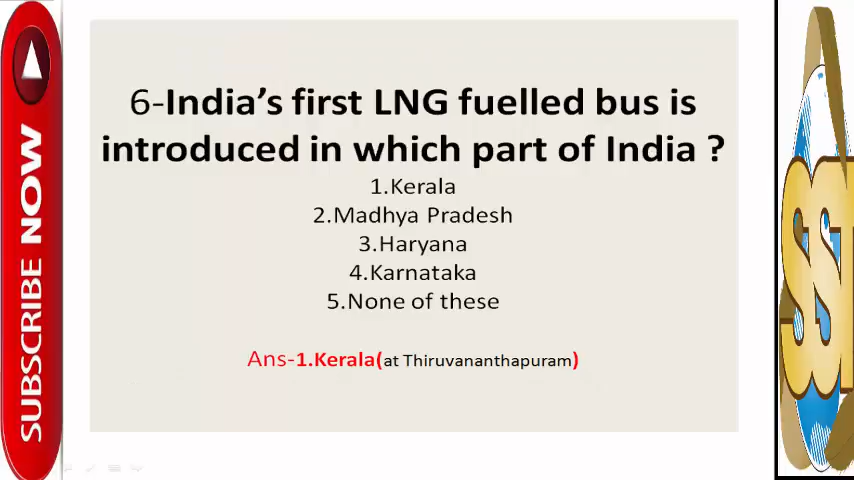 6-India's first LNG fuelled bus is
introduced in which part of India ?
1.Kerala
2.Madhya Pradesh
3.Haryana
4.Karnataka
5.None of these
Ans-1.Kerala(at Thiruvananthapuram)
SUBSCRIBE NOW
SST